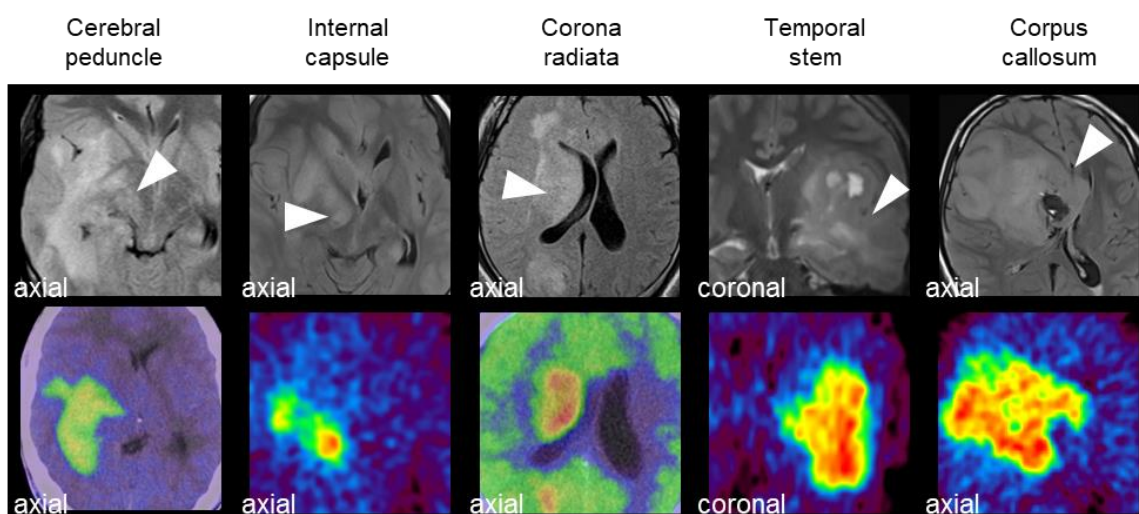 Cerebral
peduncle
Internal
capsule
Corona
radiata
Temporal
stem
Corpus
callosum
axial
axial
axial
coronal
axial
axial
axial
axial
coronal
axial